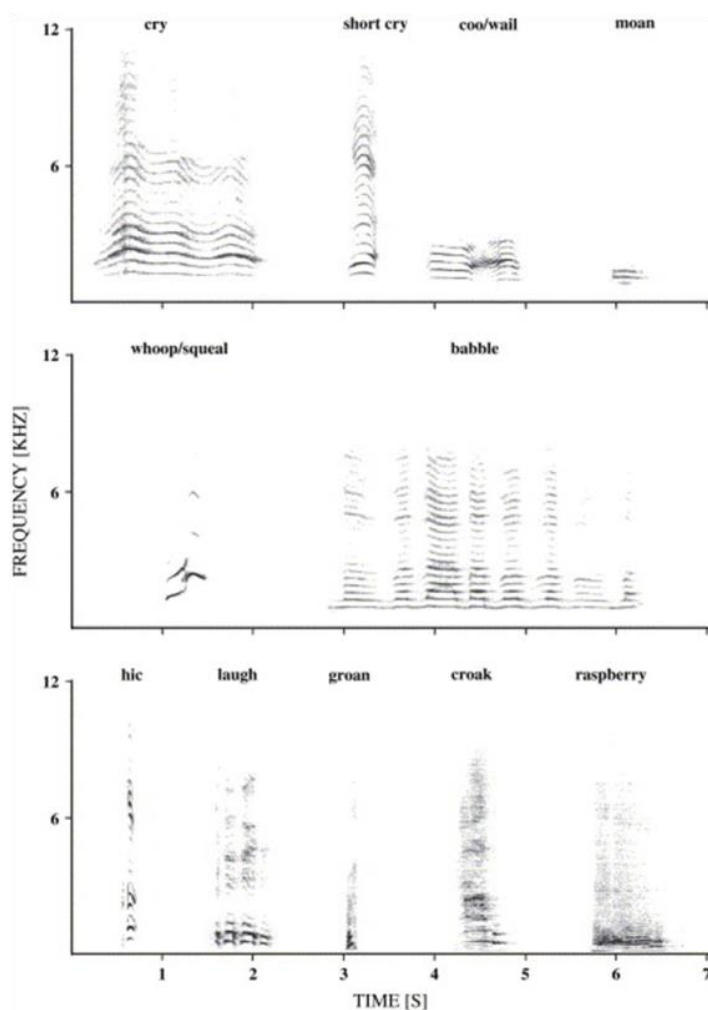 cry short cry coo/wail moan
12
6
whoop/squeal babble
12
6
FREQUENCY [KHZ]
hic laugh groan croak raspberry
12
6
1 2 3 4 5 6 7
TIME [S]